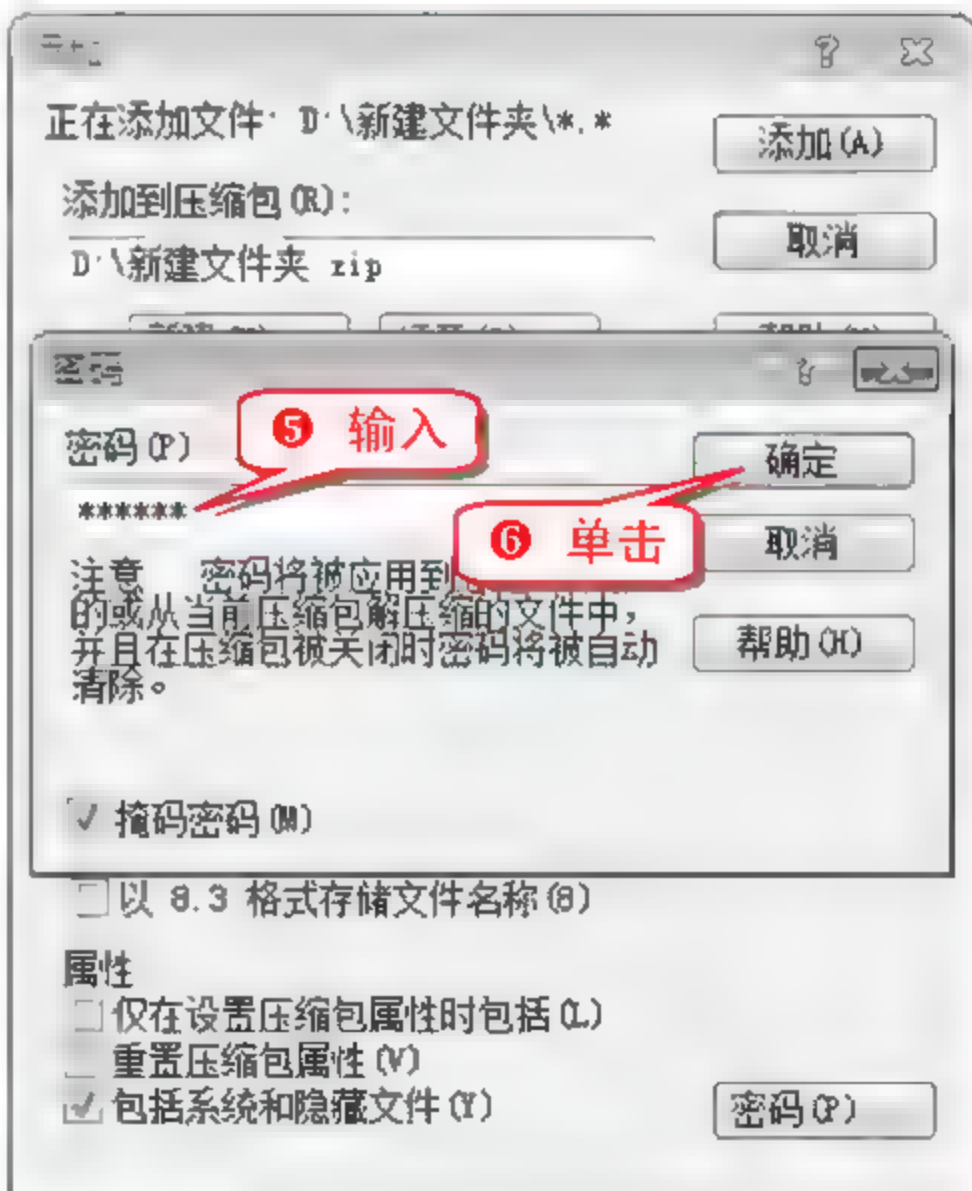 正在添加文件: D:\新建文件夹\*.*
添加(A)
添加到压缩包(R):
取消
D:\新建文件夹 zip
密码
密码(P)
❺ 输入
确定
******
❻ 单击
取消
注意 密码将被应用到
的或从当前压缩包解压缩的文件中，
并且在压缩包被关闭时密码将被自动
清除。
帮助(H)
掩码密码(M)
以 8.3 格式存储文件名称(8)
属性
仅在设置压缩包属性时包括(L)
重置压缩包属性(V)
包括系统和隐藏文件(Y)
密码(P)